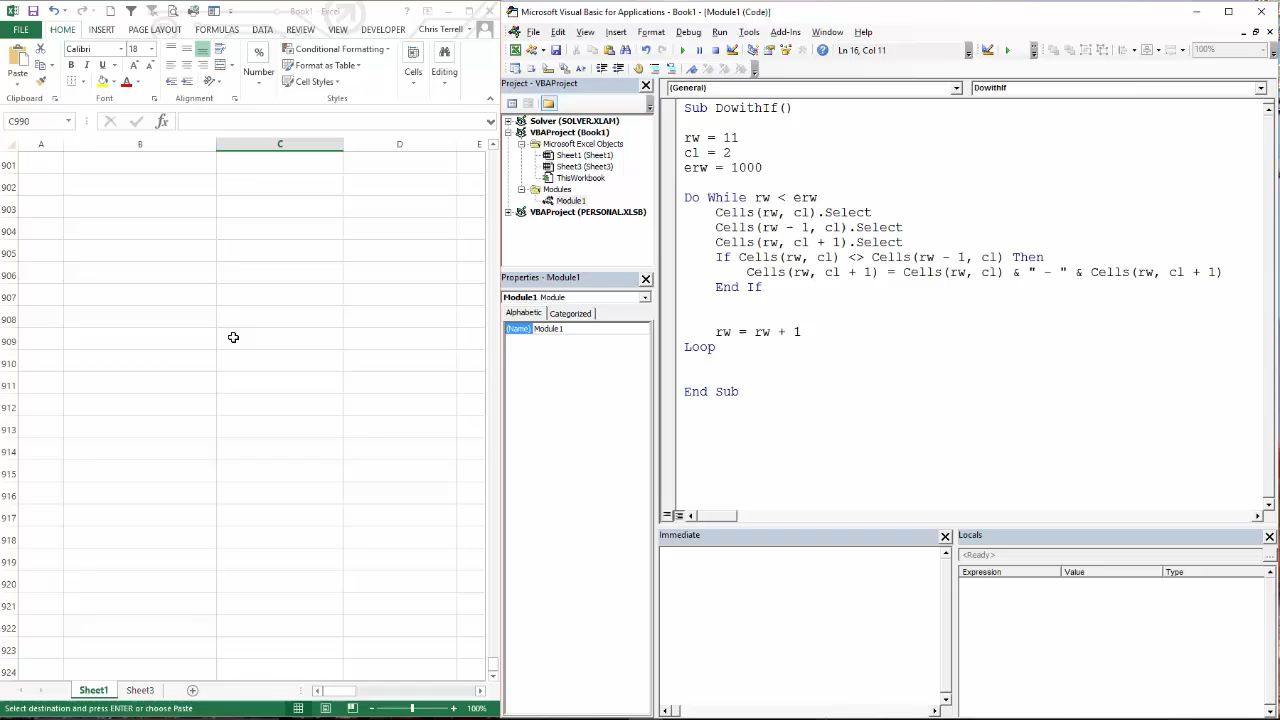 Book1 - Excel
FILE HOME INSERT PAGE LAYOUT FORMULAS DATA REVIEW VIEW DEVELOPER Chris Terrell
Paste
Clipboard
Calibri 18
Font
Alignment
Number
Conditional Formatting
Format as Table
Cell Styles
Styles
Cells
Editing
C990
A B C D E
901
902
903
904
905
906
907
908
909
910
911
912
913
914
915
916
917
918
919
920
921
922
923
924
Sheet1 Sheet3
Select destination and press ENTER or choose Paste 100%
Microsoft Visual Basic for Applications - Book1 - [Module1 (Code)]
File Edit View Insert Format Debug Run Tools Add-Ins Window Help
Ln 16, Col 11
100%
Project - VBAProject
Solver (SOLVER.XLAM)
VBAProject (Book1)
Microsoft Excel Objects
Sheet1 (Sheet1)
Sheet3 (Sheet3)
ThisWorkbook
Modules
Module1
VBAProject (PERSONAL.XLSB)
Properties - Module1
Module1 Module
Alphabetic Categorized
(Name) Module1
(General) DowithIf
Sub DowithIf()
rw = 11
cl = 2
erw = 1000
Do While rw < erw
Cells(rw, cl).Select
Cells(rw - 1, cl).Select
Cells(rw, cl + 1).Select
If Cells(rw, cl) <> Cells(rw - 1, cl) Then
Cells(rw, cl + 1) = Cells(rw, cl) & " - " & Cells(rw, cl + 1)
End If
rw = rw + 1
Loop
End Sub
Immediate
Locals
<Ready>
Expression Value Type